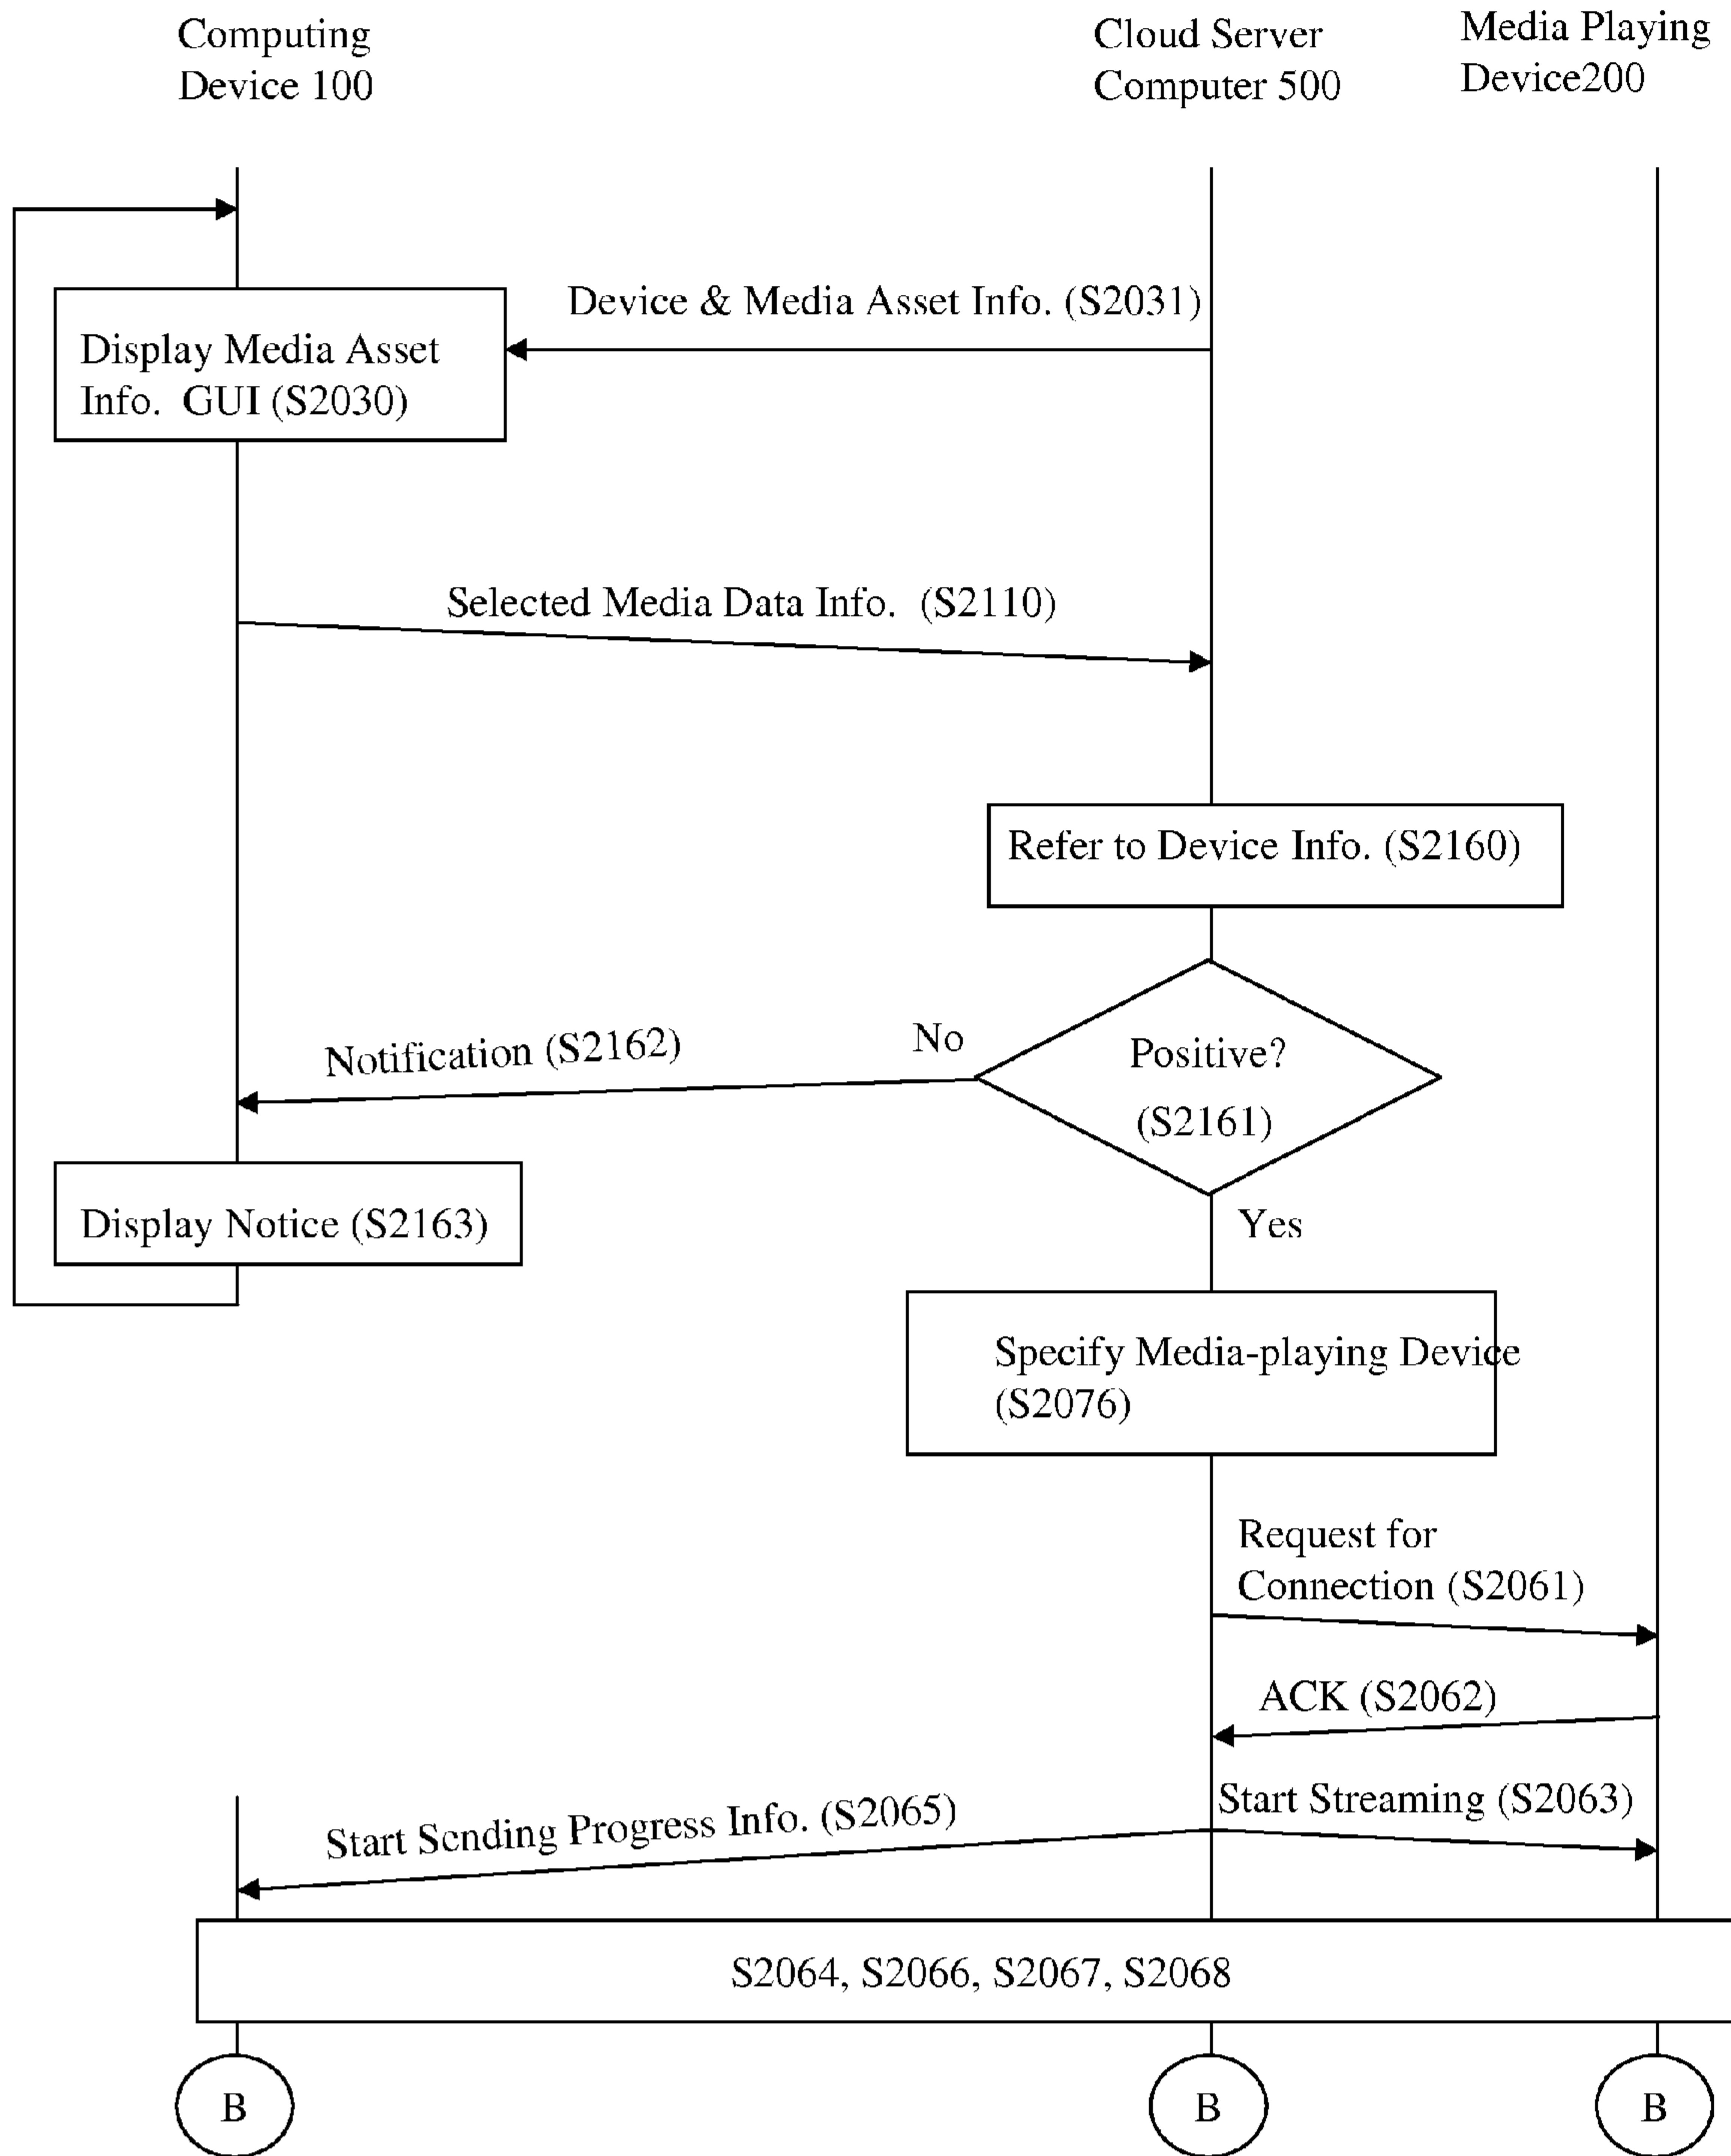 Computing
Device 100
Cloud Server
Computer 500
Media Playing
Device200
Device & Media Asset Info. (S2031)
Display Media Asset
Info. GUI (S2030)
Selected Media Data Info. (S2110)
Refer to Device Info. (S2160)
Notification (S2162)
No
Positive?
(S2161)
Display Notice (S2163)
Yes
Specify Media-playing Device
(S2076)
Request for
Connection (S2061)
ACK (S2062)
Start Streaming (S2063)
Start Sending Progress Info. (S2065)
S2064, S2066, S2067, S2068
B
B
B